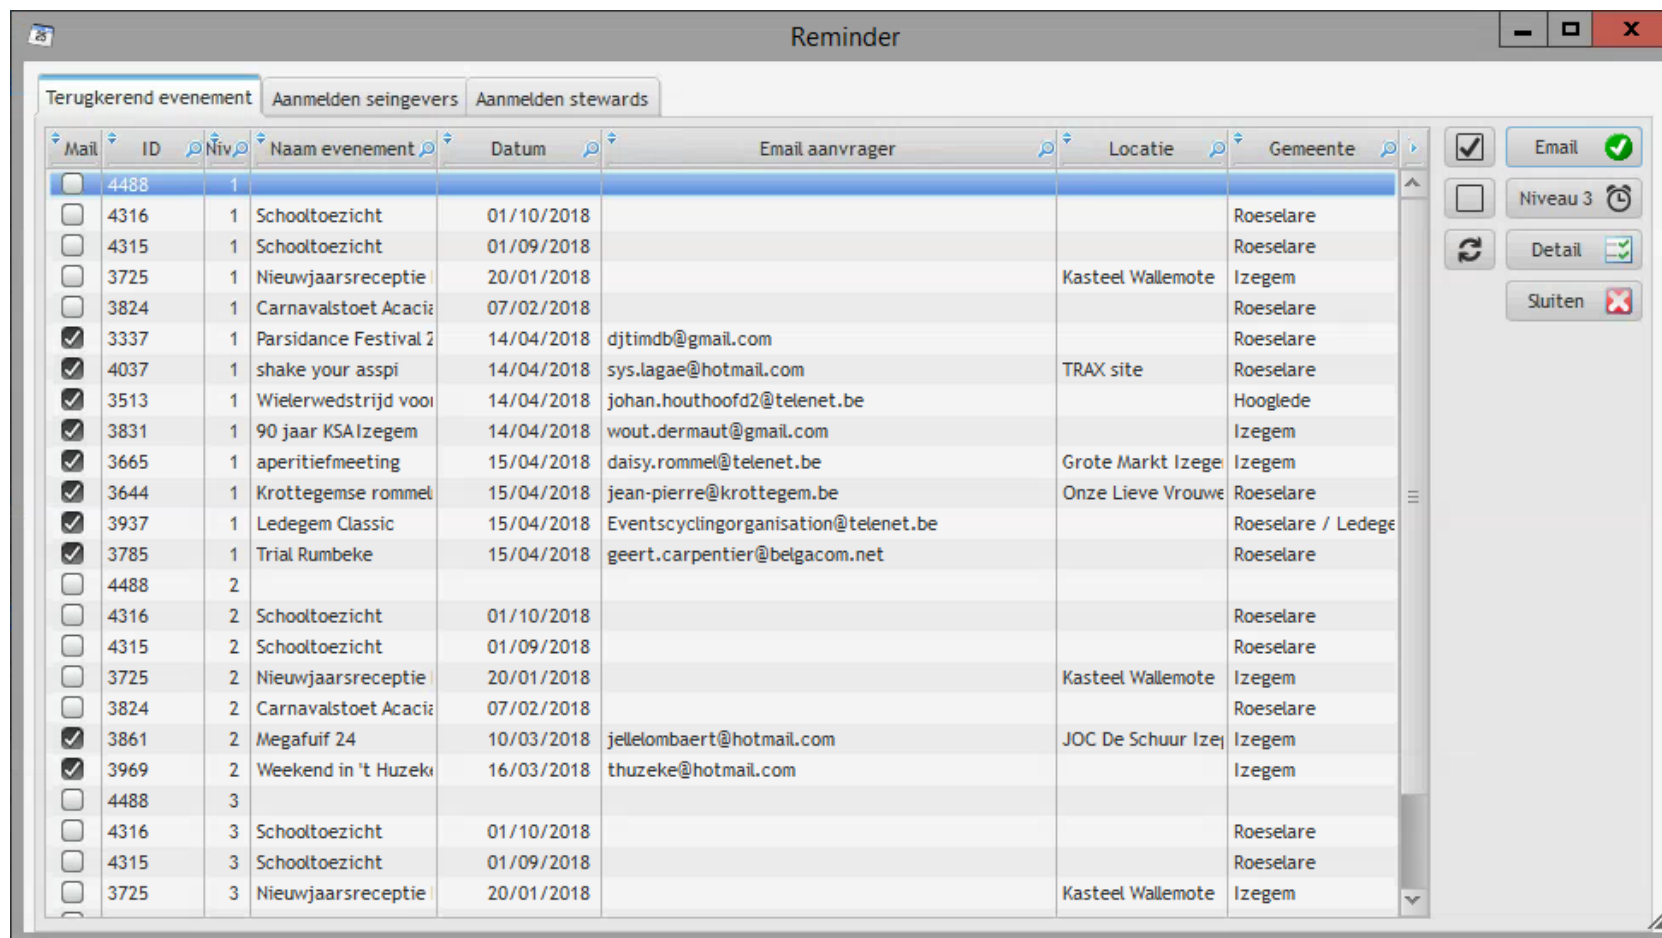 Reminder
Terugkerend evenement Aanmelden seingevers Aanmelden stewards
Mail ID Niv. Naam evenement Datum Email aanvrager Locatie Gemeente
Email
Niveau 3
Detail
Sluiten
4488 1
4316 1 Schooltoezicht 01/10/2018 Roeselare
4315 1 Schooltoezicht 01/09/2018 Roeselare
3725 1 Nieuwjaarsreceptie 20/01/2018 Kasteel Wallemote Izegem
3824 1 Carnavalstoet Acacia 07/02/2018 Roeselare
3337 1 Parsidance Festival 2 14/04/2018 djtimdb@gmail.com Roeselare
4037 1 shake your asspi 14/04/2018 sys.lagae@hotmail.com TRAX site Roeselare
3513 1 Wielerwedstrijd voor 14/04/2018 johan.houthoofd2@telenet.be Hooglede
3831 1 90 jaar KSA Izegem 14/04/2018 wout.dermaut@gmail.com Izegem
3665 1 aperitiefmeeting 15/04/2018 daisy.rommel@telenet.be Grote Markt Izege Izegem
3644 1 Krottegemse rommel 15/04/2018 jean-pierre@krottegem.be Onze Lieve Vrouwe Roeselare
3937 1 Ledegem Classic 15/04/2018 Eventscyclingorganisation@telenet.be Roeselare / Ledege
3785 1 Trial Rumbeke 15/04/2018 geert.carpentier@belgacom.net Roeselare
4488 2
4316 2 Schooltoezicht 01/10/2018 Roeselare
4315 2 Schooltoezicht 01/09/2018 Roeselare
3725 2 Nieuwjaarsreceptie 20/01/2018 Kasteel Wallemote Izegem
3824 2 Carnavalstoet Acacia 07/02/2018 Roeselare
3861 2 Megafuif 24 10/03/2018 jellelombaert@hotmail.com JOC De Schuur Izeg Izegem
3969 2 Weekend in 't Huzeke 16/03/2018 thuzeke@hotmail.com Izegem
4488 3
4316 3 Schooltoezicht 01/10/2018 Roeselare
4315 3 Schooltoezicht 01/09/2018 Roeselare
3725 3 Nieuwjaarsreceptie 20/01/2018 Kasteel Wallemote Izegem